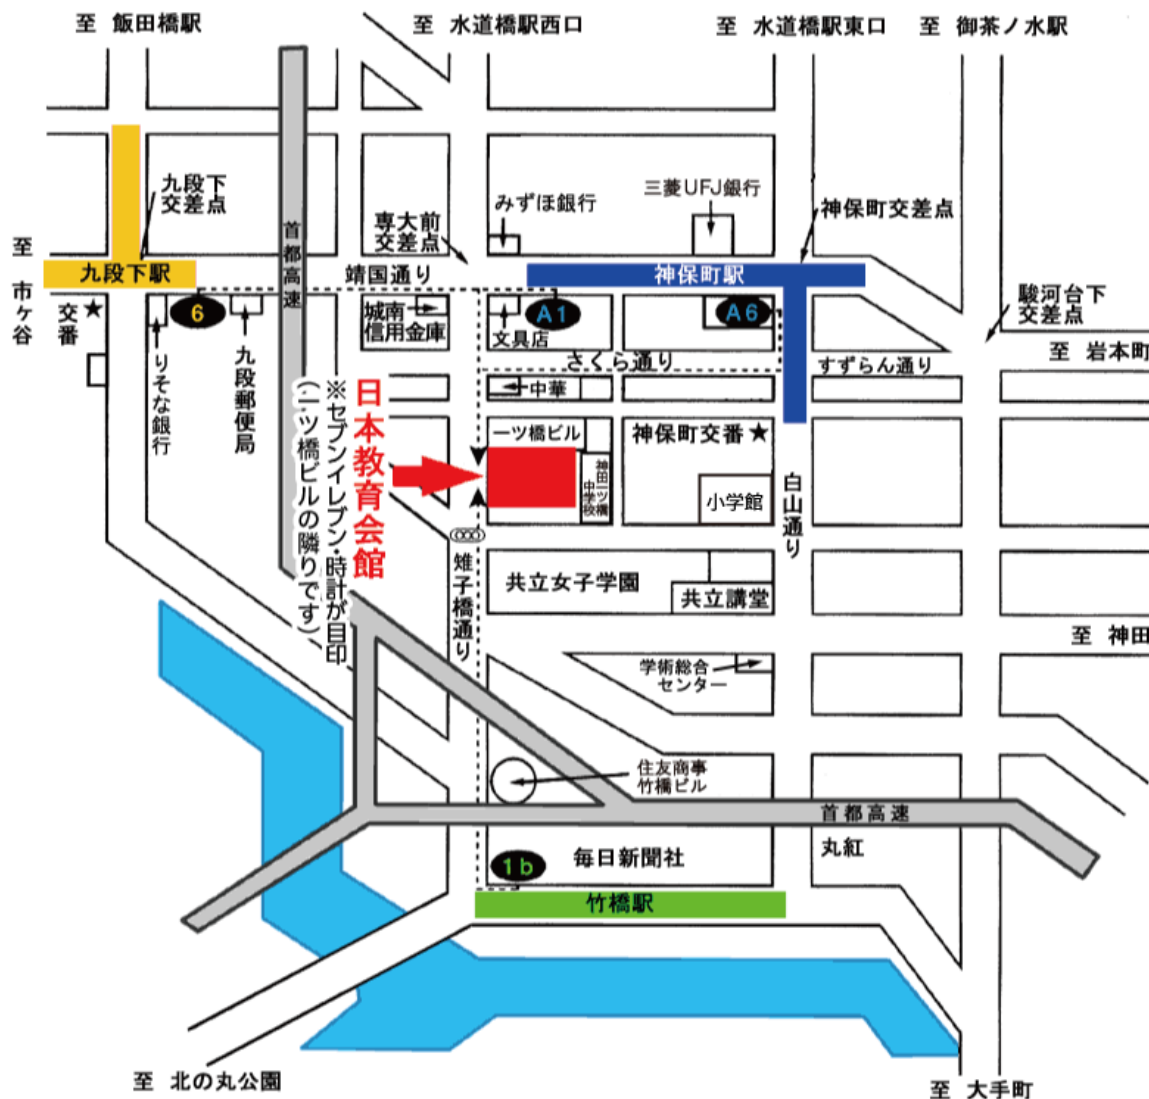 至 飯田橋駅
至 水道橋駅西口
至 水道橋駅東口
至 御茶ノ水駅
九段下
交差点
みずほ銀行
三菱UFJ銀行
神保町交差点
専大前
交差点
首都高速
至 市ヶ谷
九段下駅
靖国通り
神保町駅
駿河台下
交差点
交番★
6
城南
信用金庫
文具店
A1
A6
至 岩本町
さくら通り
すずらん通り
りそな銀行
九段郵便局
中華
日本教育会館
※セブンイレブン・時計が目印
(一ツ橋ビルの隣りです)
一ツ橋ビル
神保町交番★
神田一ツ橋
中学校
小学館
白山通り
雉子橋通り
共立女子学園
共立講堂
至 神田
学術総合
センター
住友商事
竹橋ビル
首都高速
丸紅
毎日新聞社
1b
竹橋駅
至 北の丸公園
至 大手町